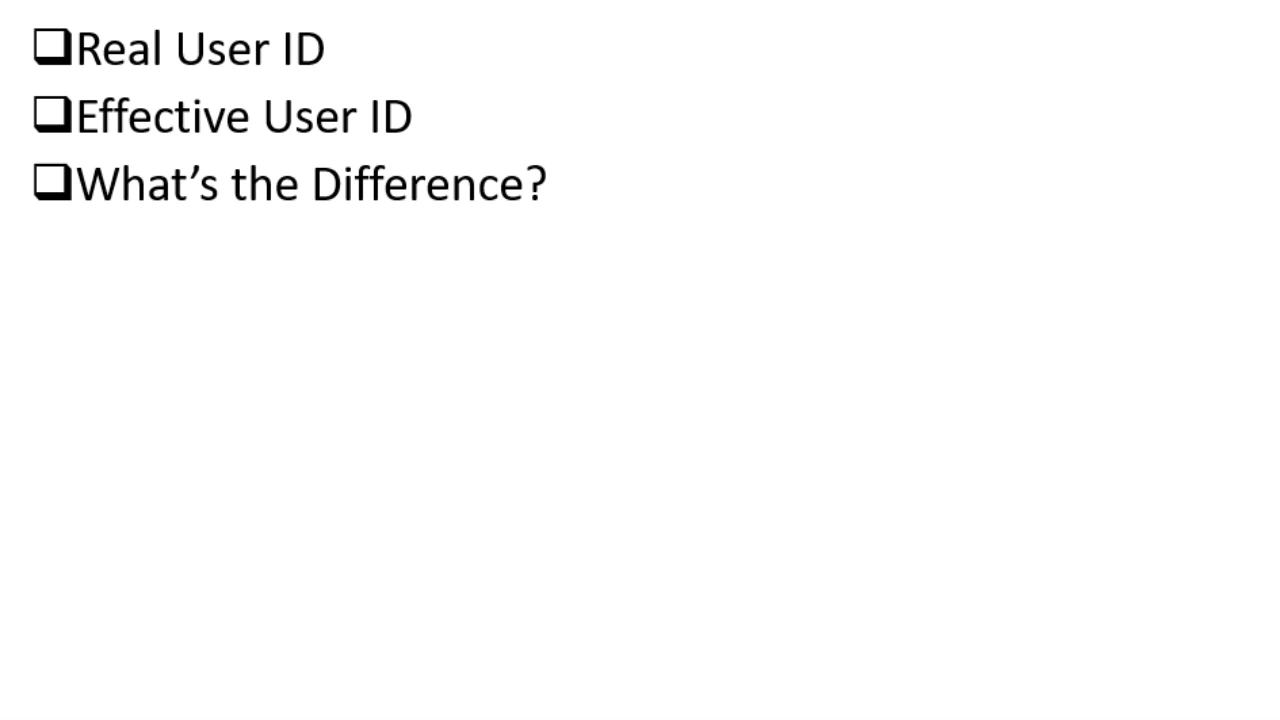 ❑Real User ID
❑Effective User ID
❑What’s the Difference?